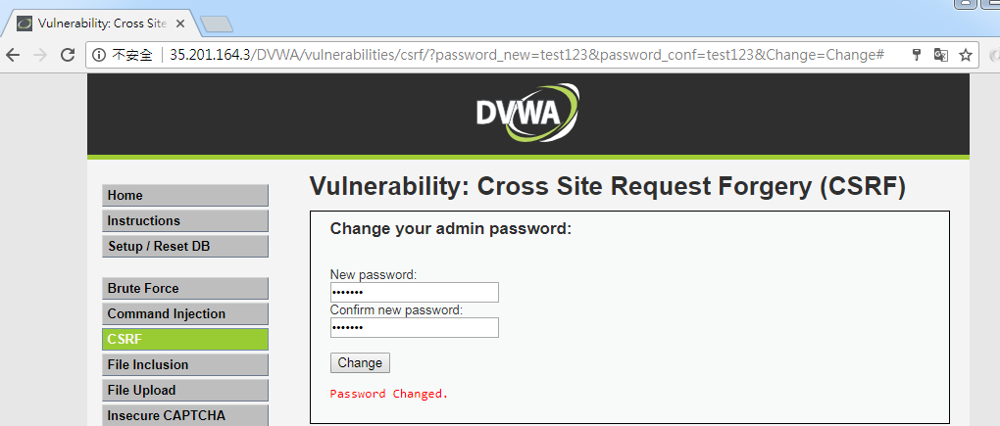 Vulnerability: Cross Site
不安全 35.201.164.3/DVWA/vulnerabilities/csrf/?password_new=test123&password_conf=test123&Change=Change#
DVWA
Home
Instructions
Setup / Reset DB
Brute Force
Command Injection
CSRF
File Inclusion
File Upload
Insecure CAPTCHA
Vulnerability: Cross Site Request Forgery (CSRF)
Change your admin password:
New password:
•••••••
Confirm new password:
•••••••
Change
Password Changed.